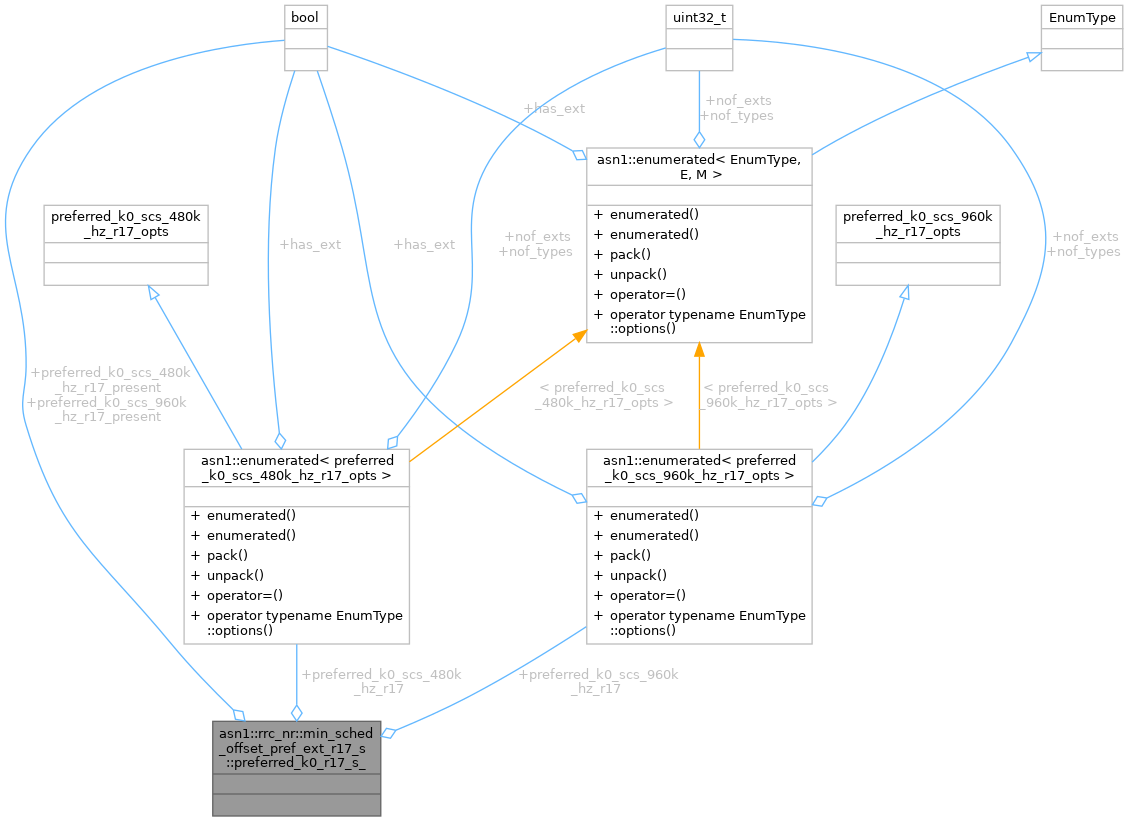 bool
uint32_t
EnumType
+has_ext
+nof_exts
+nof_types
asn1::enumerated< EnumType,
E, M >
+ enumerated()
+ enumerated()
+ pack()
+ unpack()
+ operator=()
+ operator typename EnumType
::options()
preferred_k0_scs_480k
_hz_r17_opts
preferred_k0_scs_960k
_hz_r17_opts
+has_ext
+has_ext
+nof_exts
+nof_types
+nof_exts
+nof_types
+preferred_k0_scs_480k
_hz_r17_present
+preferred_k0_scs_960k
_hz_r17_present
< preferred_k0_scs
_480k_hz_r17_opts >
< preferred_k0_scs
_960k_hz_r17_opts >
asn1::enumerated< preferred
_k0_scs_480k_hz_r17_opts >
+ enumerated()
+ enumerated()
+ pack()
+ unpack()
+ operator=()
+ operator typename EnumType
::options()
asn1::enumerated< preferred
_k0_scs_960k_hz_r17_opts >
+ enumerated()
+ enumerated()
+ pack()
+ unpack()
+ operator=()
+ operator typename EnumType
::options()
+preferred_k0_scs_480k
_hz_r17
+preferred_k0_scs_960k
_hz_r17
asn1::rrc_nr::min_sched
_offset_pref_ext_r17_s
::preferred_k0_r17_s_